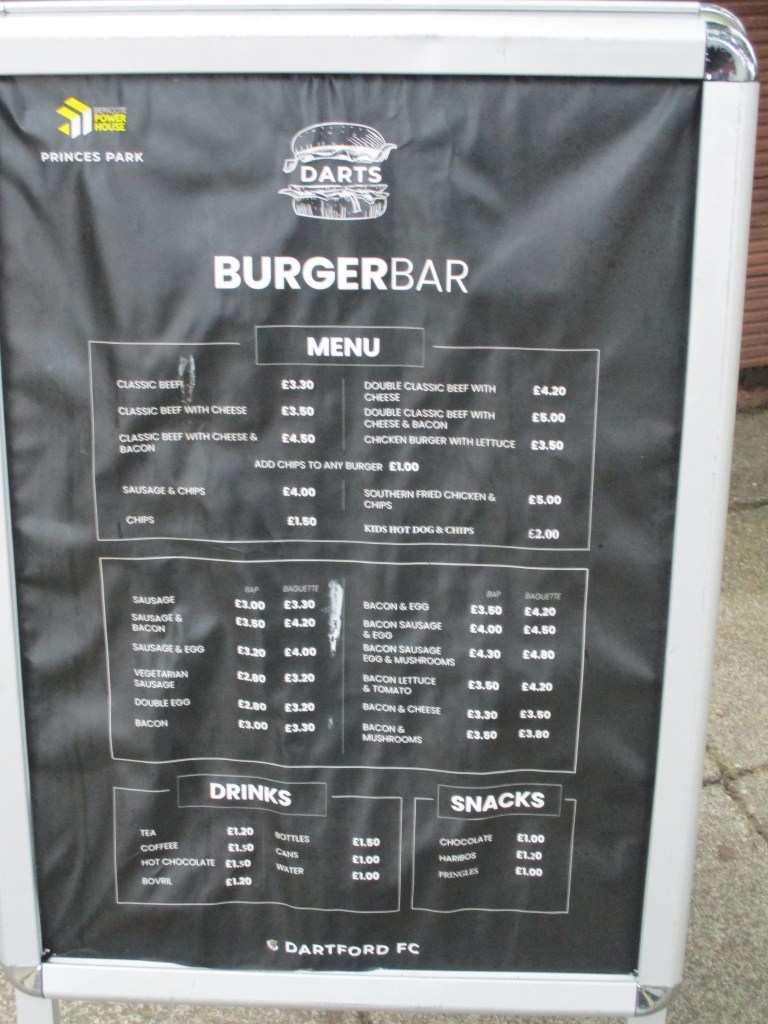 BERICOTE
POWER
HOUSE
PRINCES PARK
DARTS
BURGERBAR
MENU
CLASSIC BEEF £3.30
CLASSIC BEEF WITH CHEESE £3.50
CLASSIC BEEF WITH CHEESE &
BACON £4.50
DOUBLE CLASSIC BEEF WITH
CHEESE £4.20
DOUBLE CLASSIC BEEF WITH
CHEESE & BACON £5.00
CHICKEN BURGER WITH LETTUCE £3.50
ADD CHIPS TO ANY BURGER £1.00
SAUSAGE & CHIPS £4.00
CHIPS £1.50
SOUTHERN FRIED CHICKEN &
CHIPS £5.00
KIDS HOT DOG & CHIPS £2.00
BAP BAGUETTE
SAUSAGE £3.00 £3.30
SAUSAGE &
BACON £3.50 £4.20
SAUSAGE & EGG £3.20 £4.00
VEGETARIAN
SAUSAGE £2.80 £3.20
DOUBLE EGG £2.80 £3.20
BACON £3.00 £3.30
BAP BAGUETTE
BACON & EGG £3.50 £4.20
BACON SAUSAGE
& EGG £4.00 £4.50
BACON SAUSAGE
EGG & MUSHROOMS £4.30 £4.80
BACON LETTUCE
& TOMATO £3.50 £4.20
BACON & CHEESE £3.30 £3.50
BACON &
MUSHROOMS £3.50 £3.80
DRINKS
TEA £1.20
COFFEEE £1.50
HOT CHOCOLATE £1.50
BOVRIL £1.20
BOTTLES £1.50
CANS £1.00
WATER £1.00
SNACKS
CHOCOLATE £1.00
HARIBOS £1.20
PRINGLES £1.00
DARTFORD FC